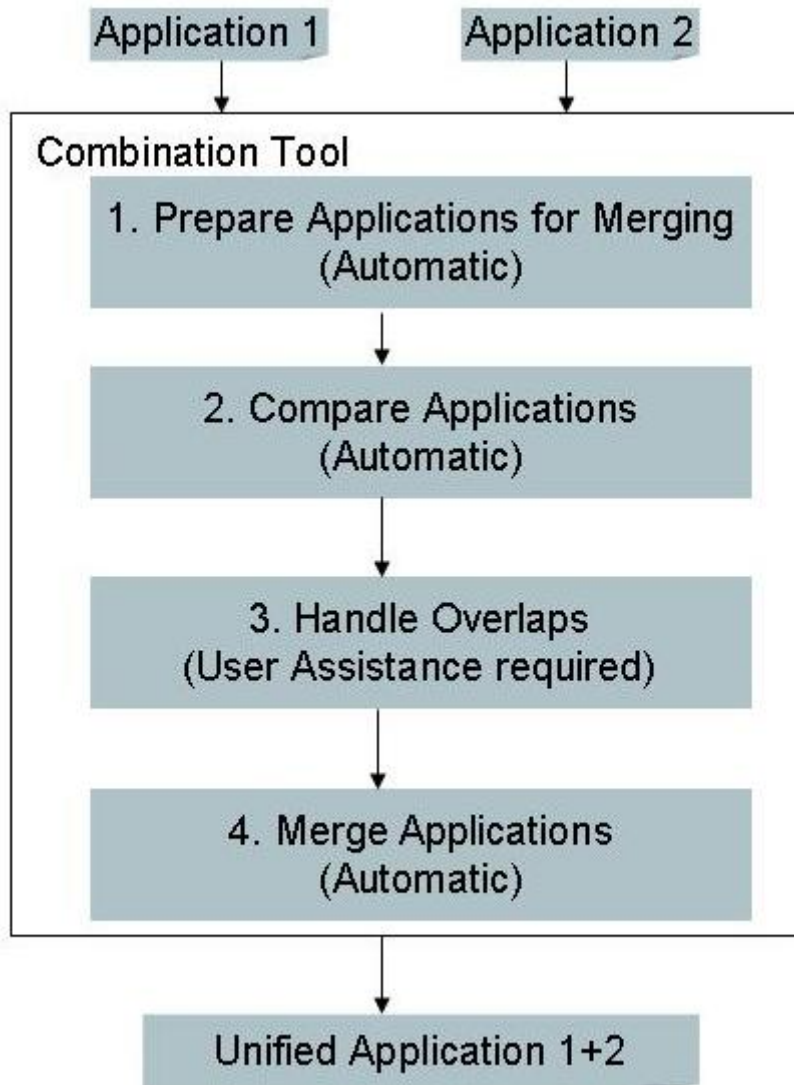 Application 1
Application 2
Combination Tool
1. Prepare Applications for Merging
(Automatic)
2. Compare Applications
(Automatic)
3. Handle Overlaps
(User Assistance required)
4. Merge Applications
(Automatic)
Unified Application 1+2